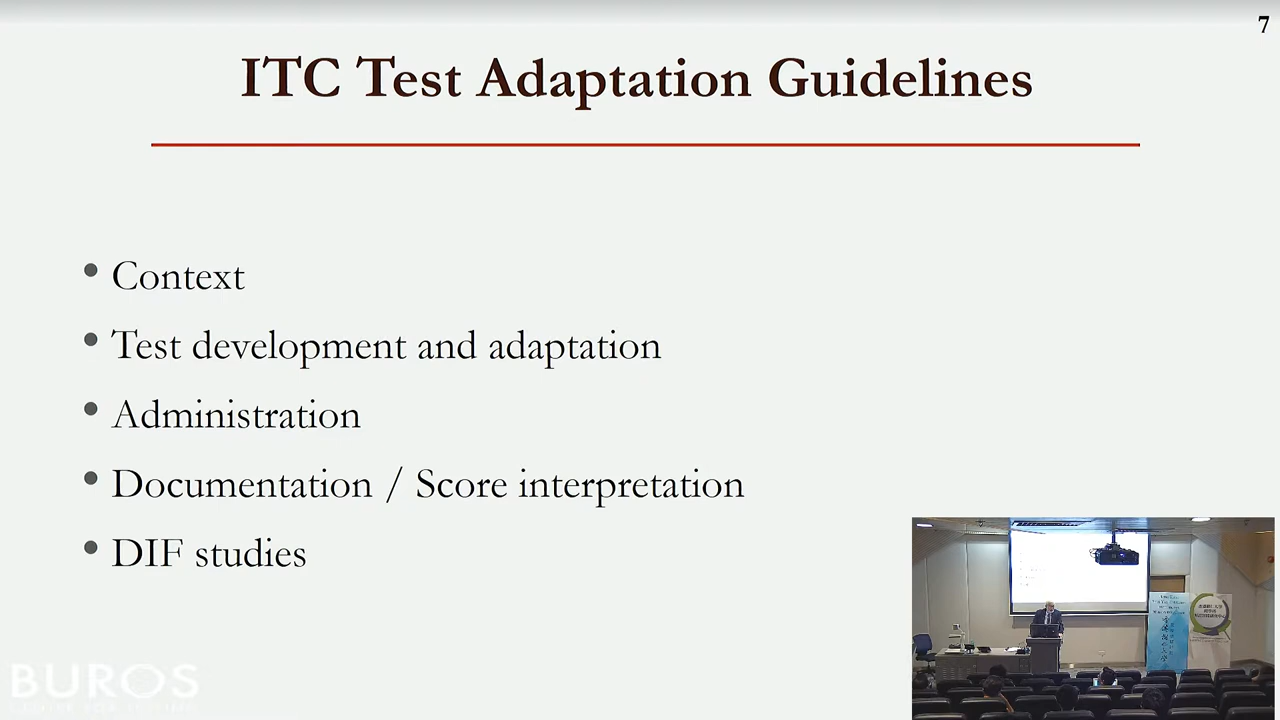 7
ITC Test Adaptation Guidelines
• Context
• Test development and adaptation
• Administration
• Documentation / Score interpretation
• DIF studies
BUROS